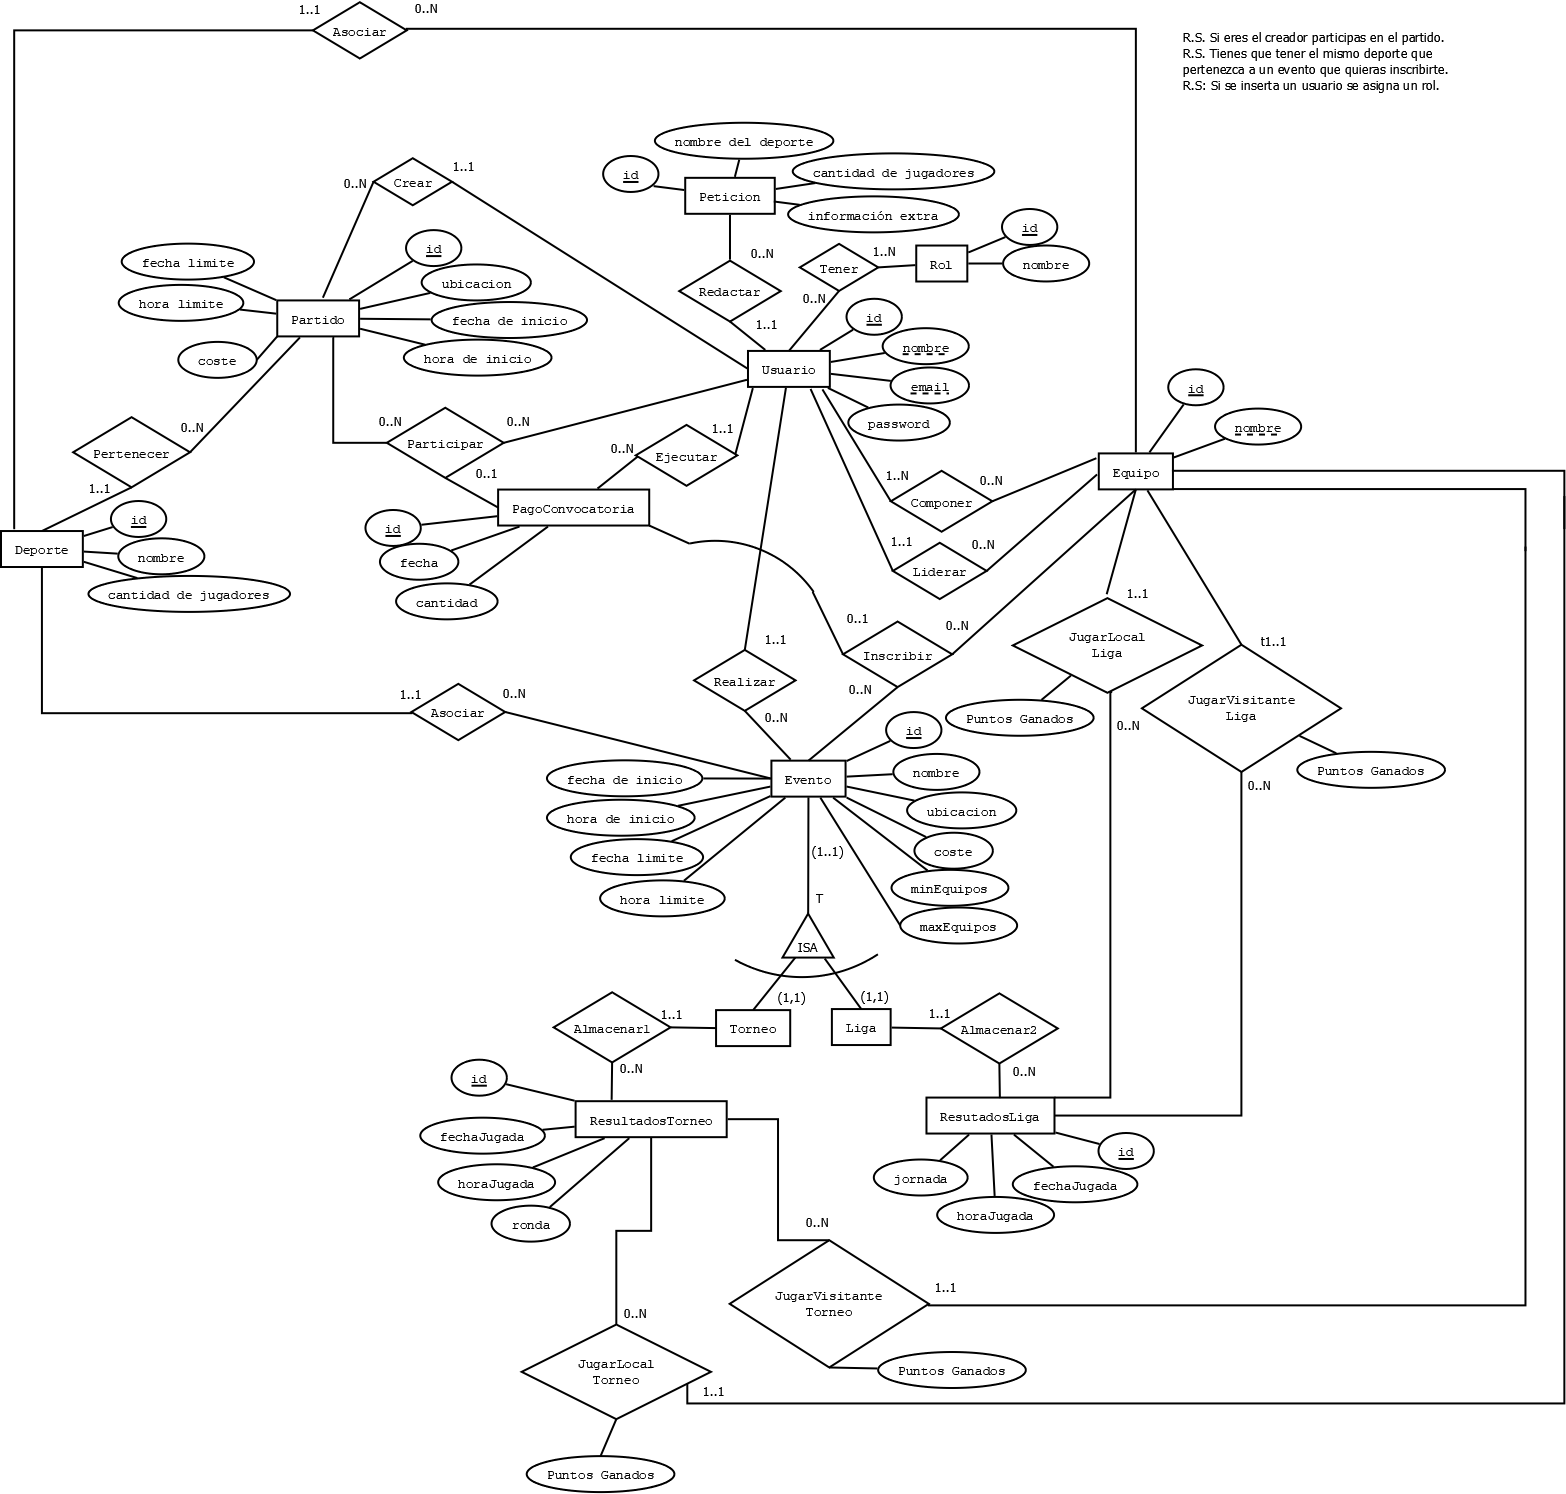 1..1
0..N
Asociar
R.S. Si eres el creador participas en el partido.
R.S. Tienes que tener el mismo deporte que
pertenezca a un evento que quieras inscribirte.
R.S: Si se inserta un usuario se asigna un rol.
nombre del deporte
id
Peticion
cantidad de jugadores
información extra
0..N
Crear
1..1
fecha limite
hora limite
coste
Partido
id
ubicacion
fecha de inicio
hora de inicio
0..N
Redactar
1..1
Tener
1..N
0..N
Rol
id
nombre
Usuario
id
nombre
email
password
id
nombre
Equipo
Pertenecer
0..N
1..1
0..N
Participar
0..N
0..1
0..N
Ejecutar
1..1
PagoConvocatoria
id
fecha
cantidad
1..N
Componer
0..N
1..1
Liderar
0..N
Deporte
id
nombre
cantidad de jugadores
1..1
Realizar
0..N
0..1
Inscribir
0..N
0..N
1..1
JugarLocal
Liga
0..N
Puntos Ganados
t1..1
JugarVisitante
Liga
0..N
Puntos Ganados
1..1
Asociar
0..N
Evento
id
nombre
ubicacion
coste
minEquipos
maxEquipos
fecha de inicio
hora de inicio
fecha limite
hora limite
(1..1)
T
ISA
(1,1)
(1,1)
Almacenar1
1..1
Torneo
Liga
1..1
Almacenar2
0..N
0..N
id
fechaJugada
horaJugada
ronda
ResultadosTorneo
ResutadosLiga
id
jornada
fechaJugada
horaJugada
0..N
JugarVisitante
Torneo
1..1
Puntos Ganados
0..N
JugarLocal
Torneo
1..1
Puntos Ganados